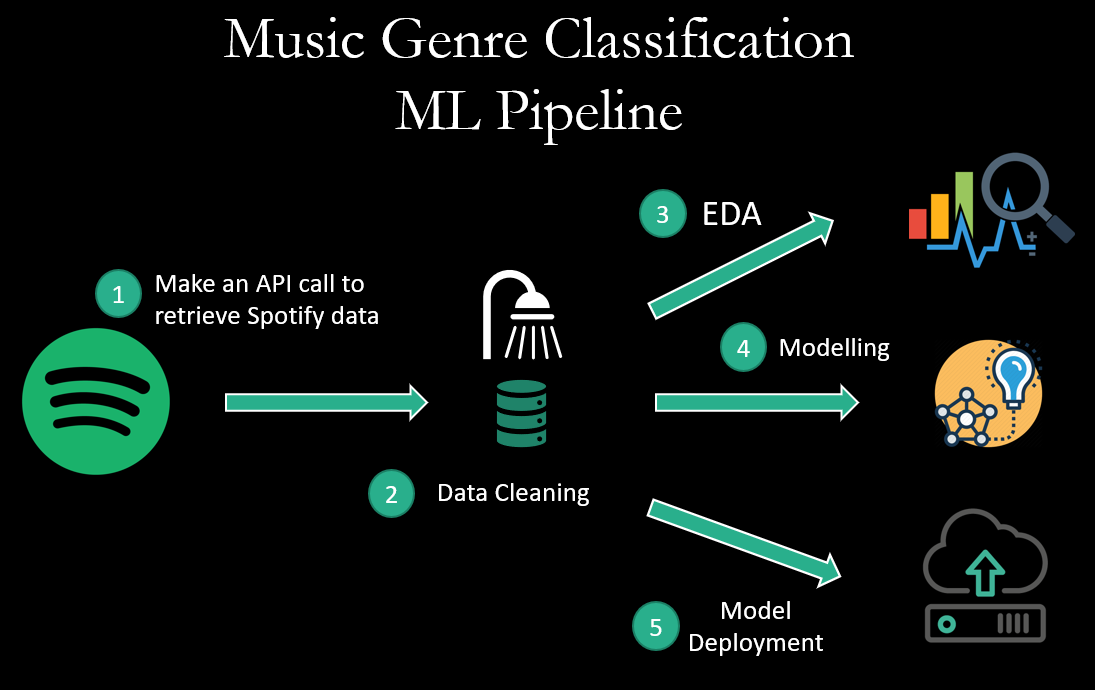 Music Genre Classification
ML Pipeline
1
Make an API call to
retrieve Spotify data
2
Data Cleaning
3
EDA
4
Modelling
5
Model
Deployment